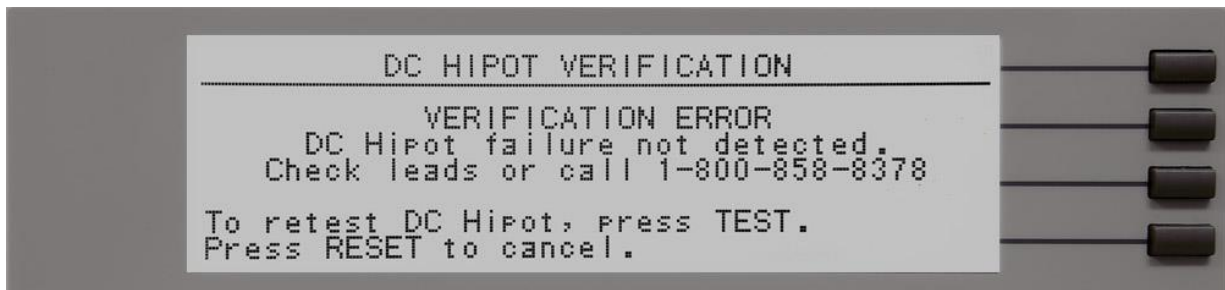 DC HIPOT VERIFICATION
VERIFICATION ERROR
DC Hipot failure not detected.
Check leads or call 1-800-858-8378
To retest DC Hipot, press TEST.
Press RESET to cancel.